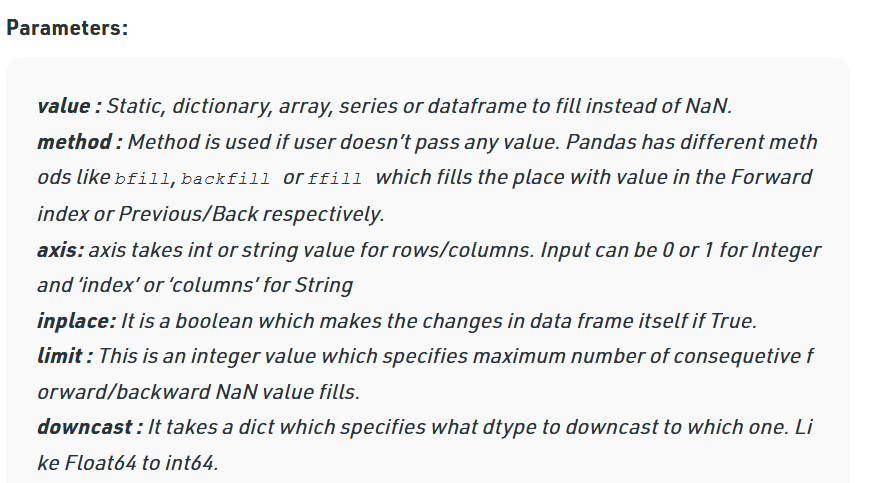 Parameters:
value : Static, dictionary, array, series or dataframe to fill instead of NaN.
method : Method is used if user doesn’t pass any value. Pandas has different meth
ods like bfill, backfill or ffill which fills the place with value in the Forward
index or Previous/Back respectively.
axis: axis takes int or string value for rows/columns. Input can be 0 or 1 for Integer
and ‘index’ or ‘columns’ for String
inplace: It is a boolean which makes the changes in data frame itself if True.
limit : This is an integer value which specifies maximum number of consequetive f
orward/backward NaN value fills.
downcast : It takes a dict which specifies what dtype to downcast to which one. Li
ke Float64 to int64.